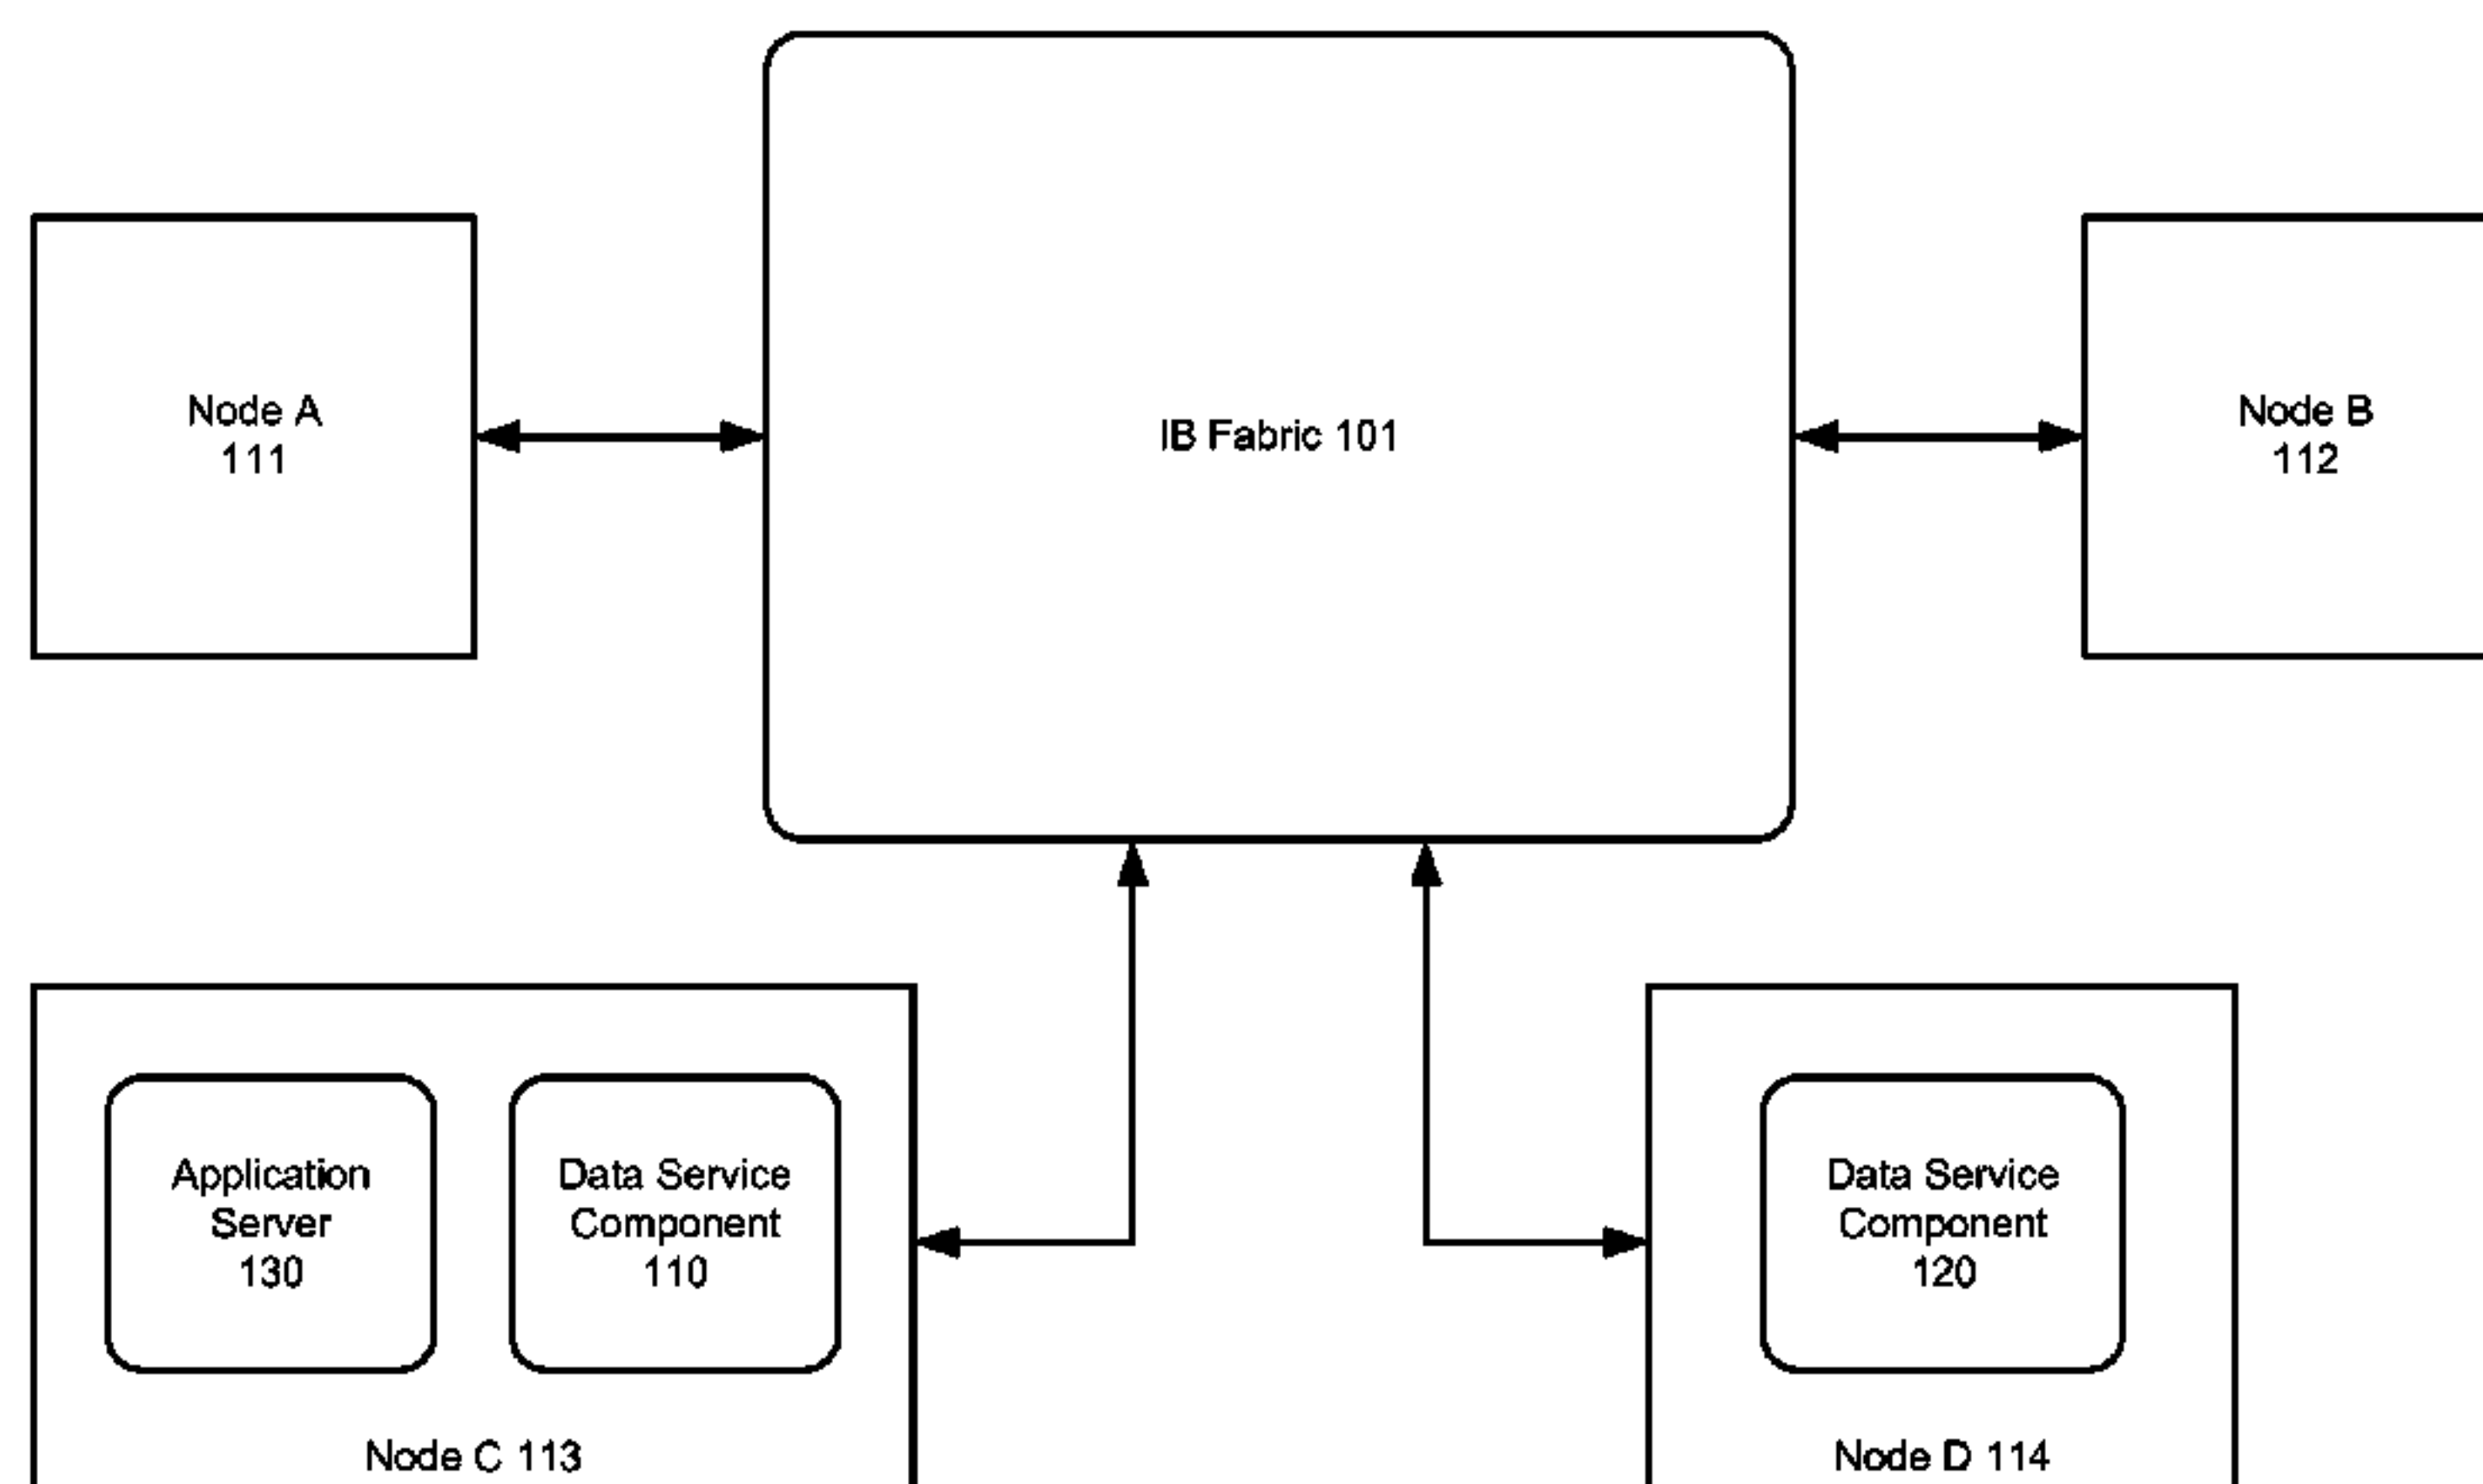 Node A
111
IB Fabric 101
Node B
112
Application
Server
130
Data Service
Component
110
Data Service
Component
120
Node C 113
Node D 114